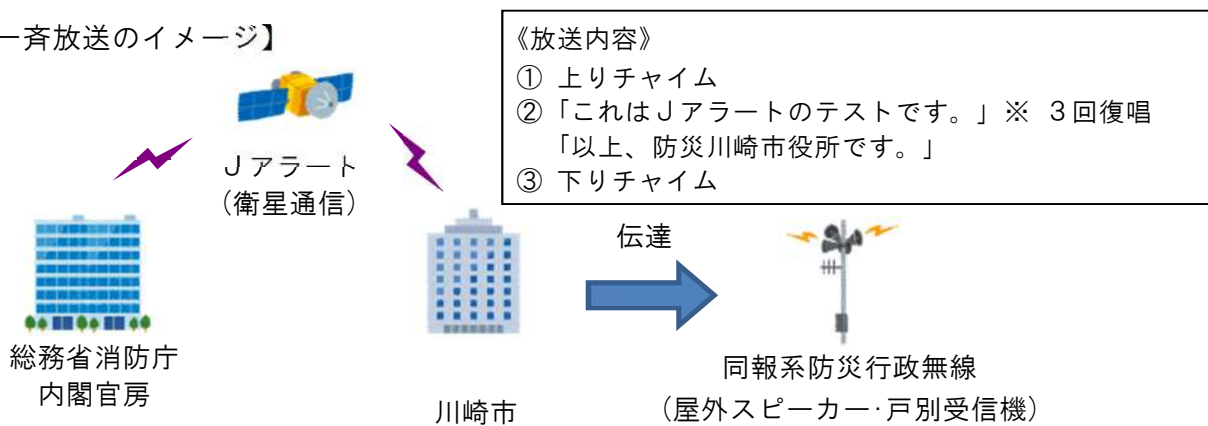 一斉放送のイメージ】
《放送内容》
① 上りチャイム
②「これはＪアラートのテストです。」※ ３回復唱
「以上、防災川崎市役所です。」
③ 下りチャイム
Ｊアラート
（衛星通信）
伝達
総務省消防庁
内閣官房
川崎市
同報系防災行政無線
（屋外スピーカー･戸別受信機）